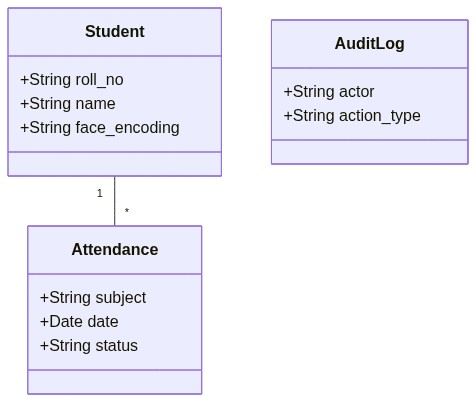 Student
+String roll_no
+String name
+String face_encoding
1
*
Attendance
+String subject
+Date date
+String status
AuditLog
+String actor
+String action_type